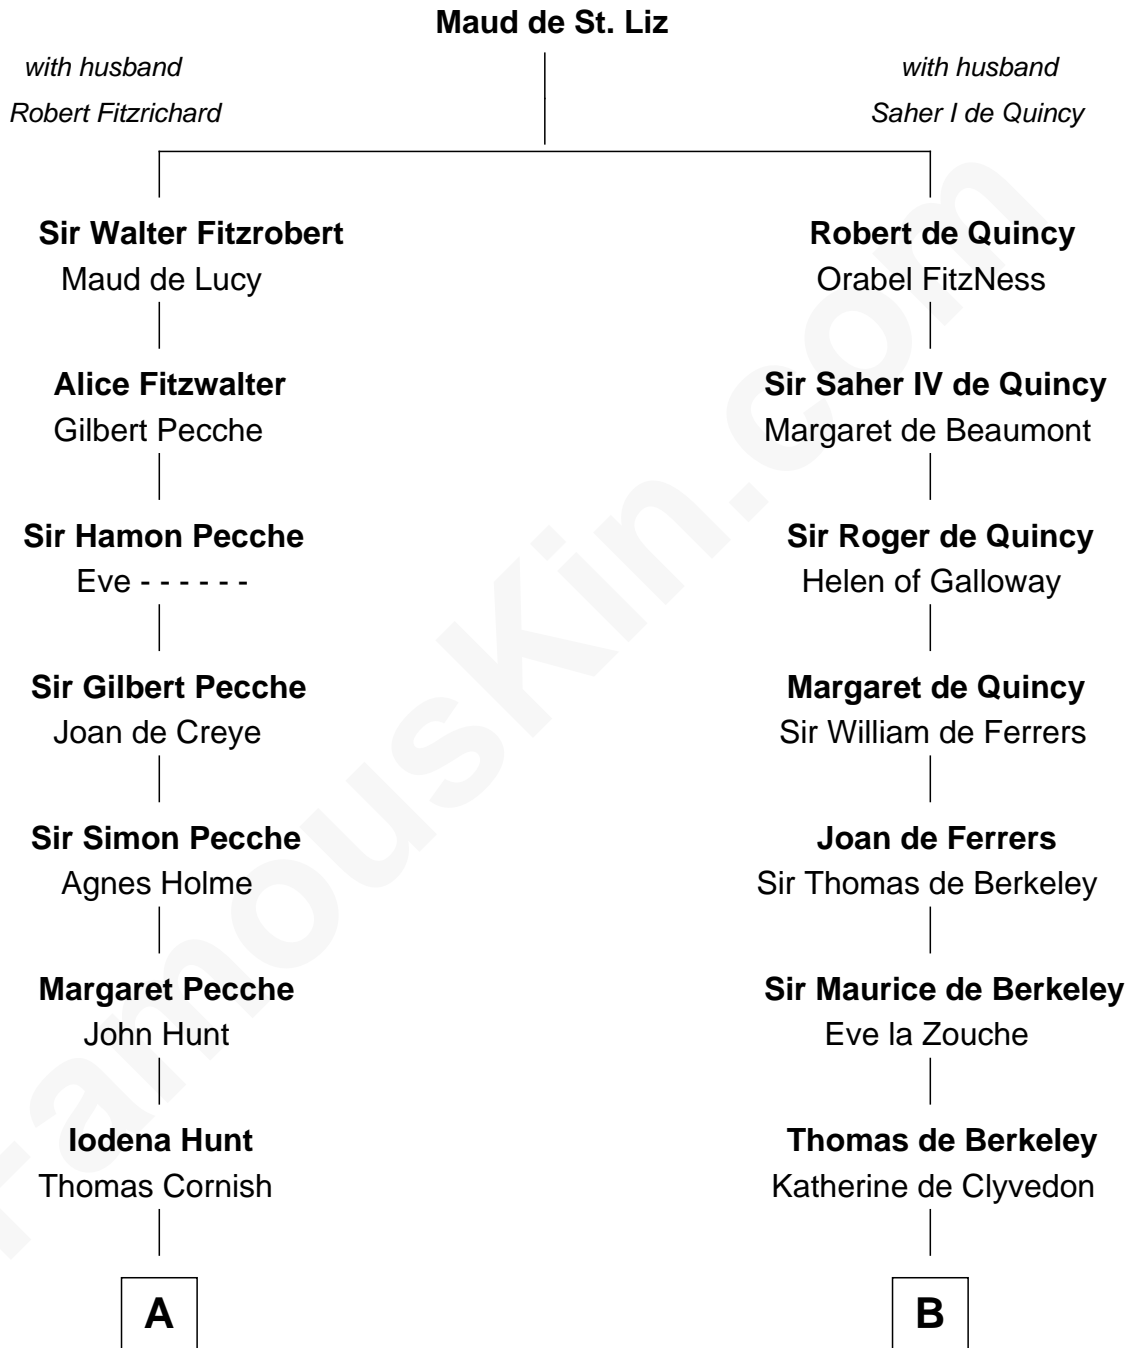 Maud de St. Liz
with husband
Robert Fitzrichard
with husband
Saher I de Quincy
Sir Walter Fitzrobert
Maud de Lucy
Alice Fitzwalter
Gilbert Pecche
Sir Hamon Pecche
Eve - - - - - -
Sir Gilbert Pecche
Joan de Creye
Sir Simon Pecche
Agnes Holme
Margaret Pecche
John Hunt
Iodena Hunt
Thomas Cornish
A
Robert de Quincy
Orabel FitzNess
Sir Saher IV de Quincy
Margaret de Beaumont
Sir Roger de Quincy
Helen of Galloway
Margaret de Quincy
Sir William de Ferrers
Joan de Ferrers
Sir Thomas de Berkeley
Sir Maurice de Berkeley
Eve la Zouche
Thomas de Berkeley
Katherine de Clyvedon
B
FamousKin.com